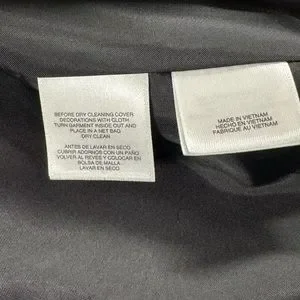 BEFORE DRY CLEANING COVER
DECORATIONS WITH CLOTH
TURN GARMENT INSIDE OUT AND
PLACE IN A NET BAG
DRY CLEAN
ANTES DE LAVAR EN SECO
CUBRIR ADORNOS CON UN PAÑO
VOLVER AL REVES Y COLOCAR EN
BOLSA DE MALLA
LAVAR EN SECO
MADE IN VIETNAM
HECHO EN VIETNAM
FABRIQUÉ AU VIETNAM